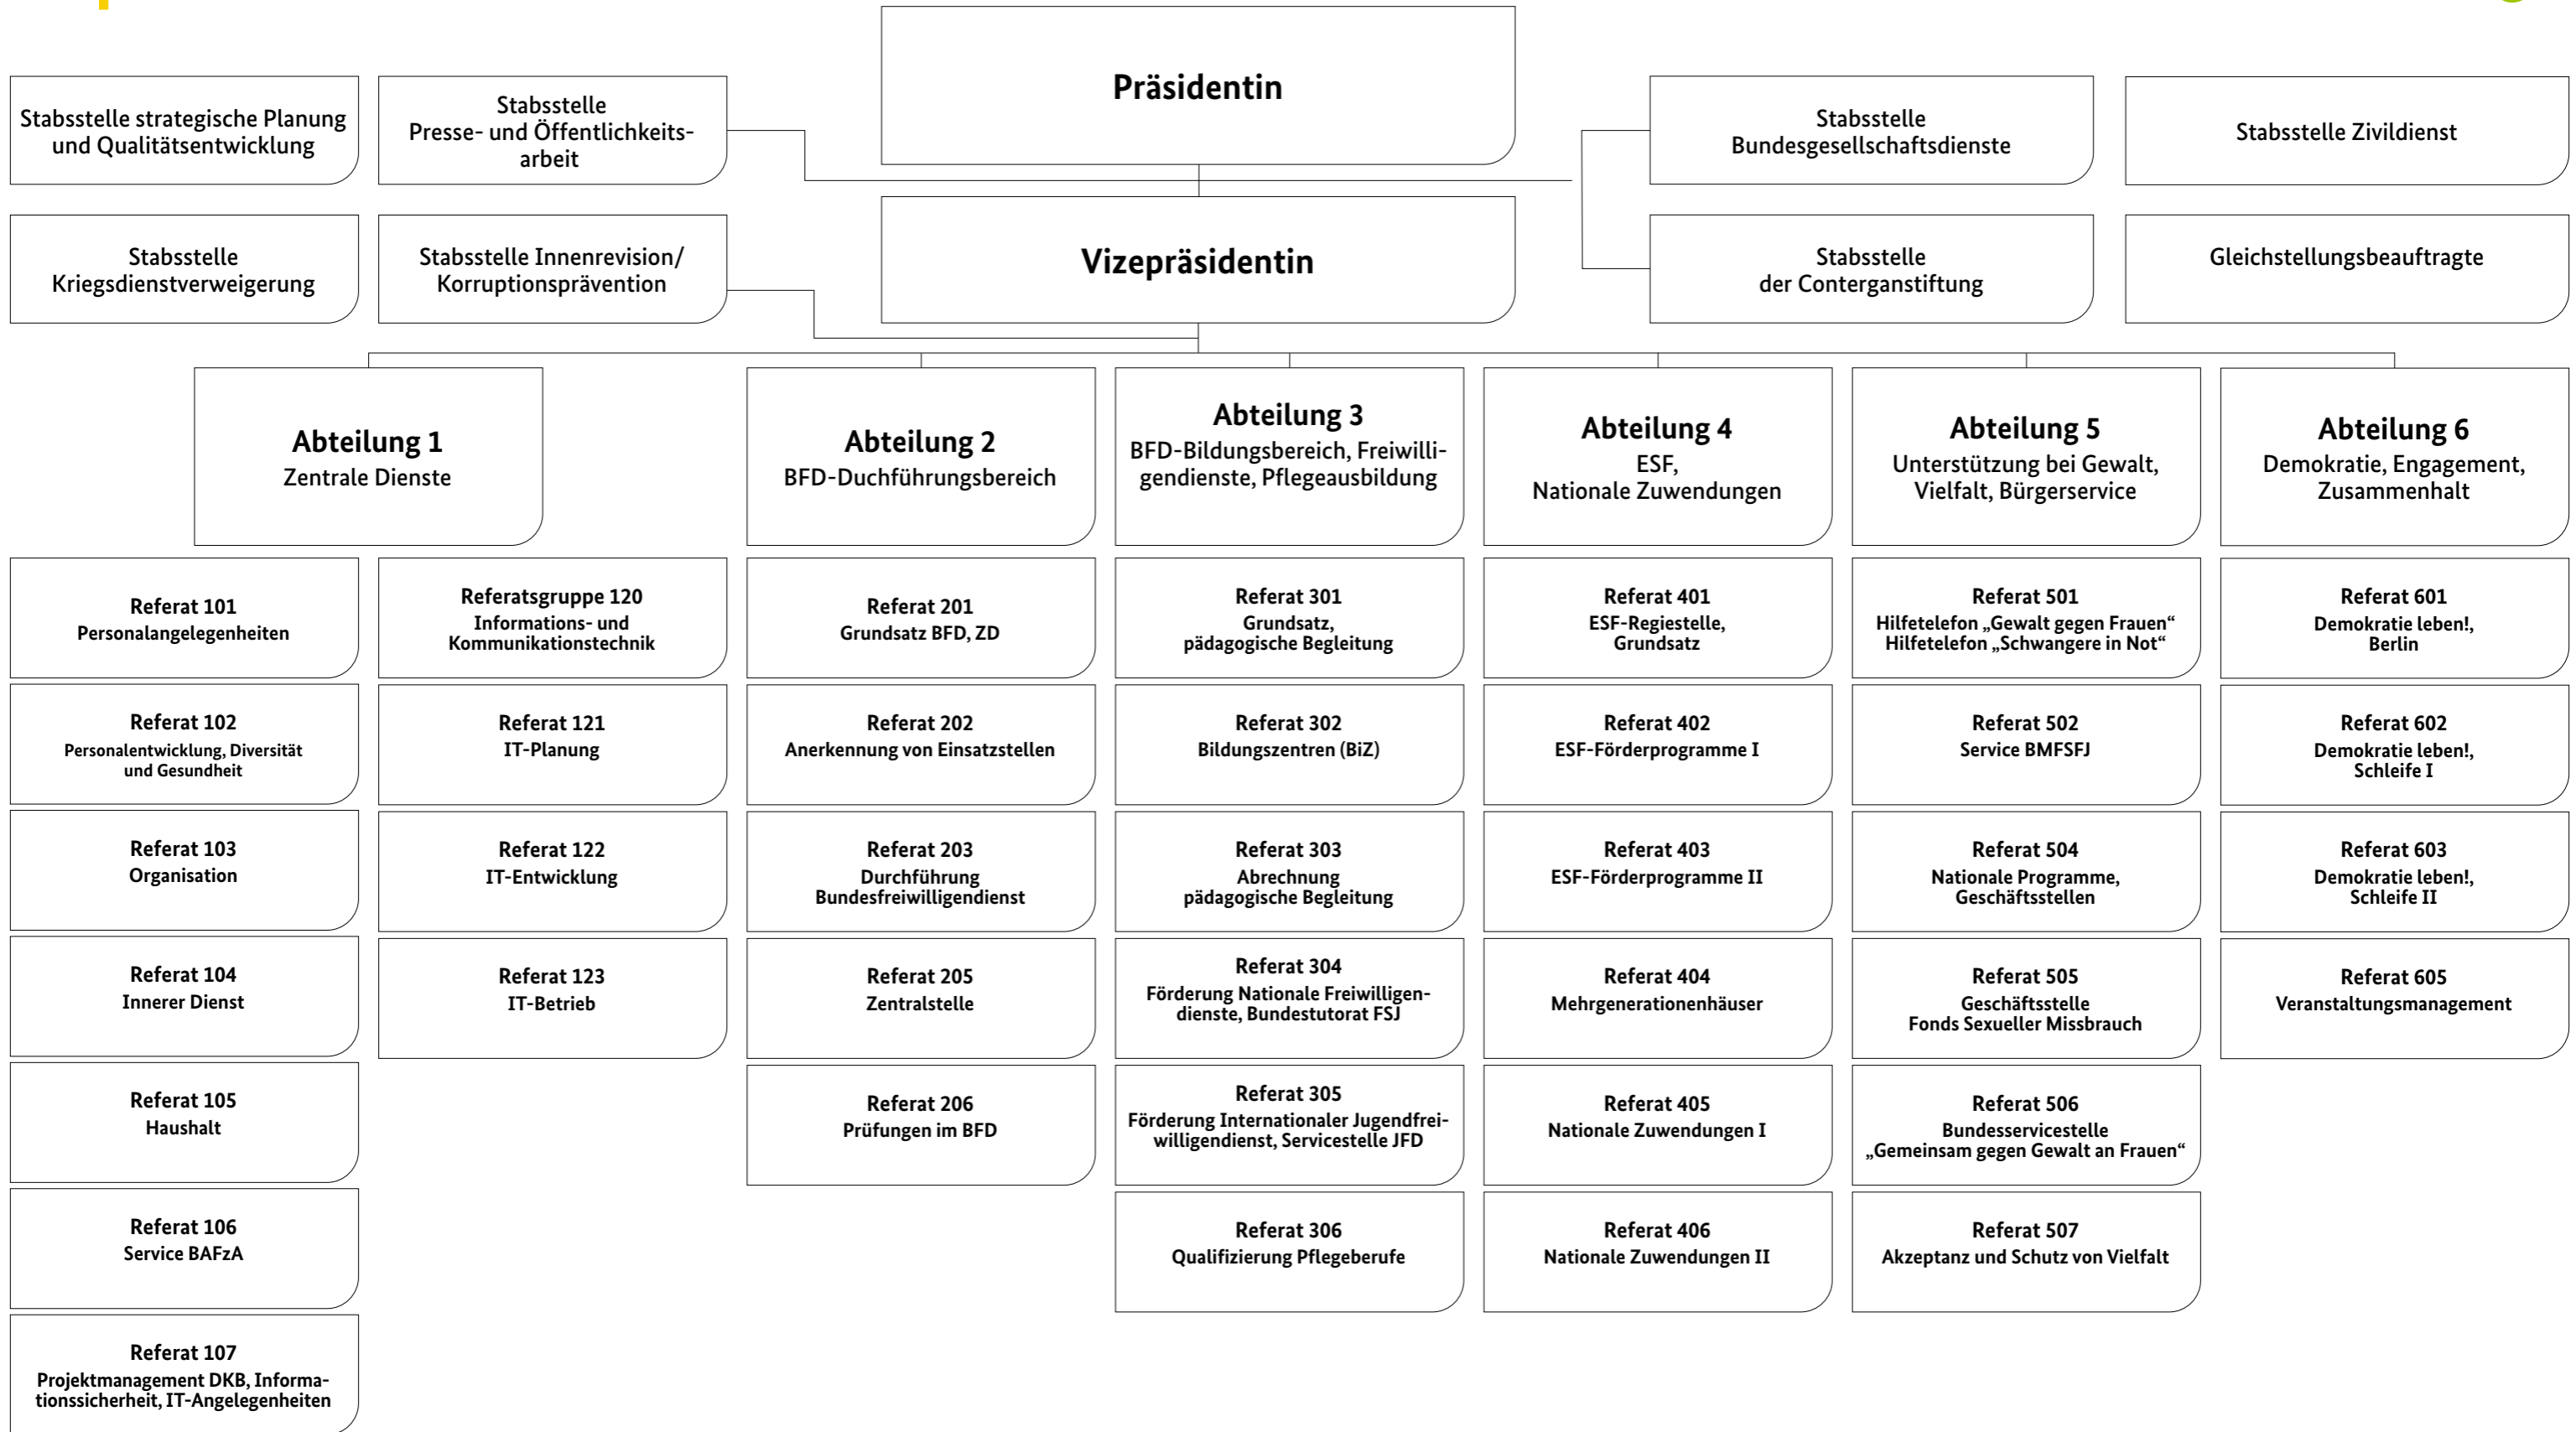 Präsidentin
Stabsstelle strategische Planung
und Qualitätsentwicklung
Stabsstelle
Presse- und Öffentlichkeits-
arbeit
Stabsstelle
Bundesgesellschaftsdienste
Stabsstelle Zivildienst
Vizepräsidentin
Stabsstelle
Kriegsdienstverweigerung
Stabsstelle Innenrevision/
Korruptionsprävention
Stabsstelle
der Conterganstiftung
Gleichstellungsbeauftragte
Abteilung 1
Zentrale Dienste
Referat 101
Personalangelegenheiten
Referat 102
Personalentwicklung, Diversität
und Gesundheit
Referat 103
Organisation
Referat 104
Innerer Dienst
Referat 105
Haushalt
Referat 106
Service BAFzA
Referat 107
Projektmanagement DKB, Informa-
tionssicherheit, IT-Angelegenheiten
Referatsgruppe 120
Informations- und
Kommunikationstechnik
Referat 121
IT-Planung
Referat 122
IT-Entwicklung
Referat 123
IT-Betrieb
Abteilung 2
BFD-Duchführungsbereich
Referat 201
Grundsatz BFD, ZD
Referat 202
Anerkennung von Einsatzstellen
Referat 203
Durchführung
Bundesfreiwilligendienst
Referat 205
Zentralstelle
Referat 206
Prüfungen im BFD
Abteilung 3
BFD-Bildungsbereich, Freiwilli-
gendienste, Pflegeausbildung
Referat 301
Grundsatz,
pädagogische Begleitung
Referat 302
Bildungszentren (BiZ)
Referat 303
Abrechnung
pädagogische Begleitung
Referat 304
Förderung Nationale Freiwilligen-
dienste, Bundestutorat FSJ
Referat 305
Förderung Internationaler Jugendfrei-
willigendienst, Servicestelle JFD
Referat 306
Qualifizierung Pflegeberufe
Abteilung 4
ESF,
Nationale Zuwendungen
Referat 401
ESF-Regiestelle,
Grundsatz
Referat 402
ESF-Förderprogramme I
Referat 403
ESF-Förderprogramme II
Referat 404
Mehrgenerationenhäuser
Referat 405
Nationale Zuwendungen I
Referat 406
Nationale Zuwendungen II
Abteilung 5
Unterstützung bei Gewalt,
Vielfalt, Bürgerservice
Referat 501
Hilfetelefon „Gewalt gegen Frauen“
Hilfetelefon „Schwangere in Not“
Referat 502
Service BMFSFJ
Referat 504
Nationale Programme,
Geschäftsstellen
Referat 505
Geschäftsstelle
Fonds Sexueller Missbrauch
Referat 506
Bundesservicestelle
„Gemeinsam gegen Gewalt an Frauen“
Referat 507
Akzeptanz und Schutz von Vielfalt
Abteilung 6
Demokratie, Engagement,
Zusammenhalt
Referat 601
Demokratie leben!,
Berlin
Referat 602
Demokratie leben!,
Schleife I
Referat 603
Demokratie leben!,
Schleife II
Referat 605
Veranstaltungsmanagement